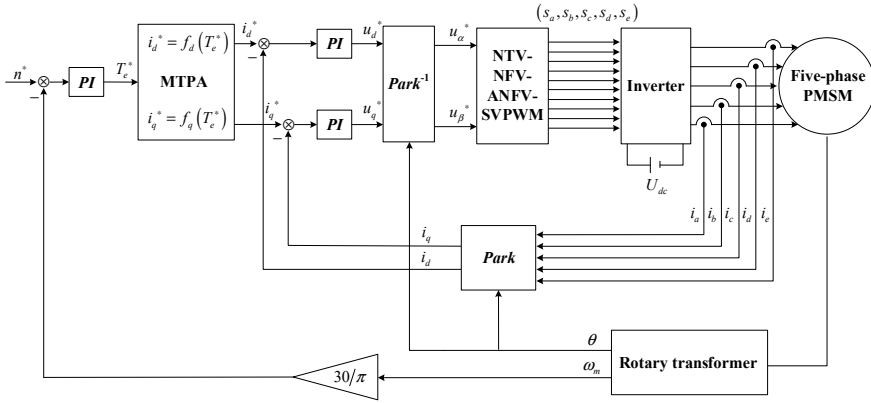 (s_a, s_b, s_c, s_d, s_e)
n*
−
PI
T_e*
i_d* = f_d(T_e*)
MTPA
i_q* = f_q(T_e*)
i_d*
−
i_q*
−
PI
PI
u_d*
u_q*
Park⁻¹
u_α*
u_β*
NTV-
NFV-
ANFV-
SVPWM
Inverter
U_dc
Five-phase
PMSM
i_a
i_b
i_c
i_d
i_e
i_q
i_d
Park
θ
ω_m
Rotary transformer
30/π